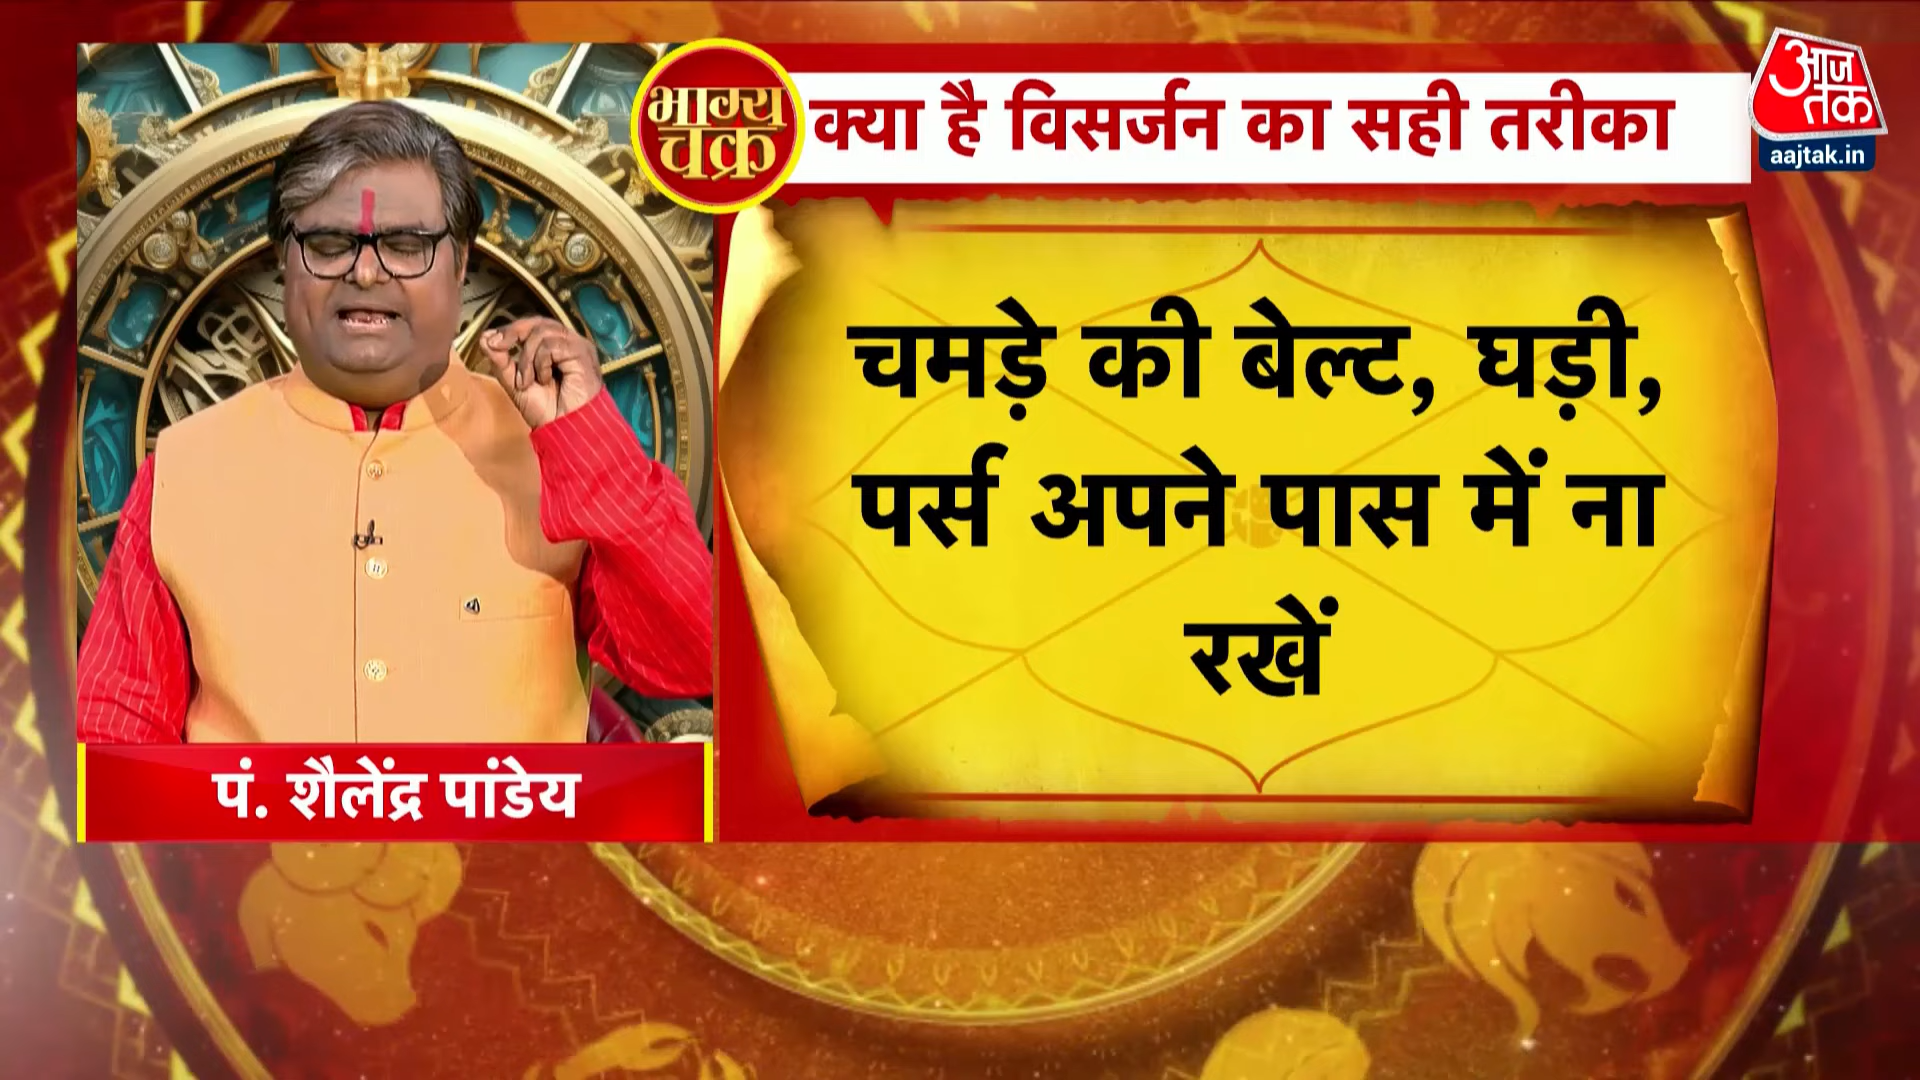 भाग्य
चक्र
क्या है विसर्जन का सही तरीका
आज
तक
aajtak.in
चमड़े की बेल्ट, घड़ी,
पर्स अपने पास में ना
रखें
पं. शैलेंद्र पांडेय